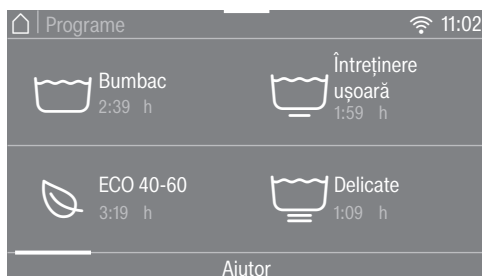 Programe
11:02
Bumbac
2:39 h
Întreținere
ușoară
1:59 h
ECO 40-60
3:19 h
Delicate
1:09 h
Ajutor